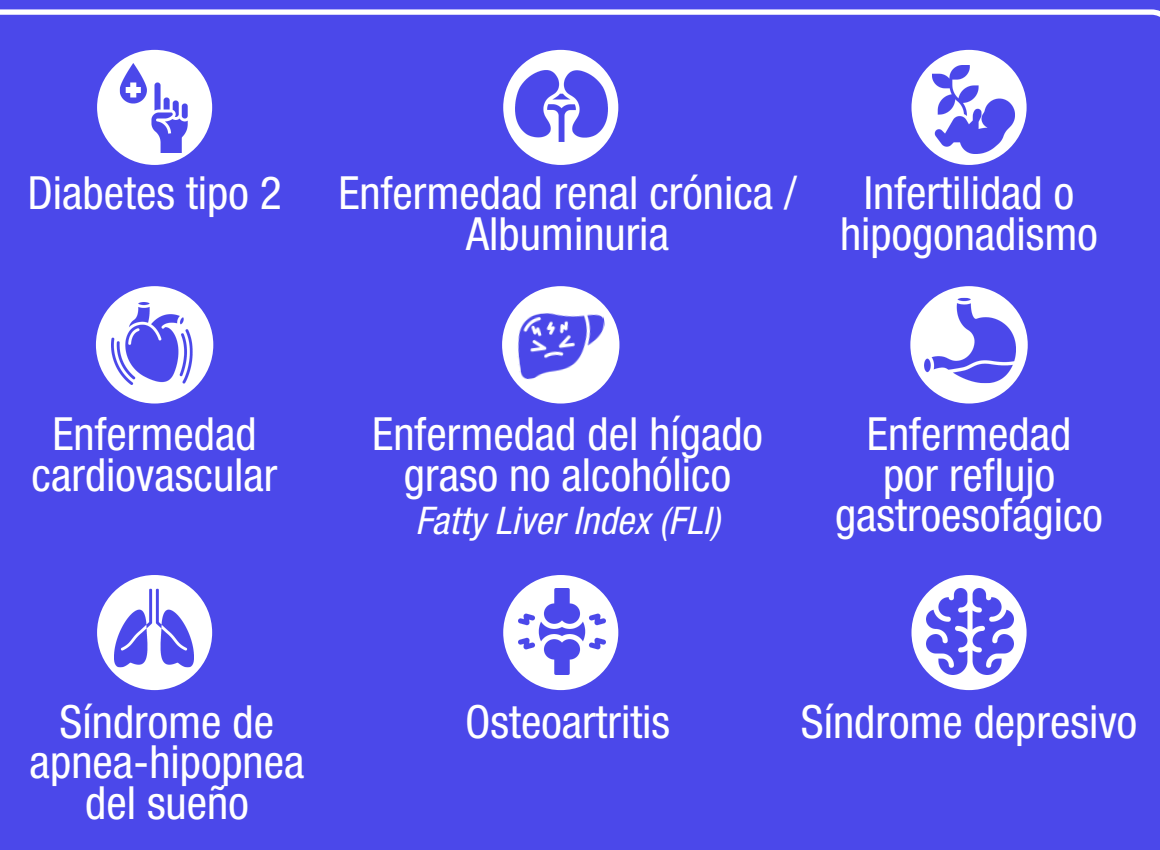 Diabetes tipo 2
Enfermedad renal crónica /
Albuminuria
Infertilidad o
hipogonadismo
Enfermedad
cardiovascular
Enfermedad del hígado
graso no alcohólico
Fatty Liver Index (FLI)
Enfermedad
por reflujo
gastroesofágico
Síndrome de
apnea-hipopnea
del sueño
Osteoartritis
Síndrome depresivo